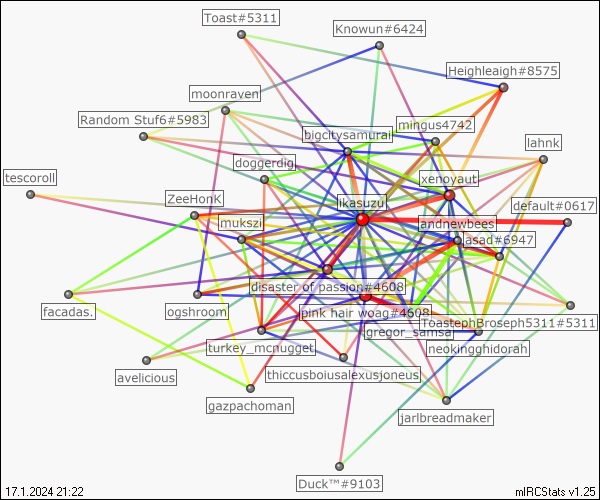 Toast#5311
Knowun#6424
Heighleaigh#8575
moonraven
Random Stuf6#5983
mingus4742
bigcitysamurai
lahnk
doggerdig
tescoroll
xenoyaut
ZeeHonK
likasuzu
default#0617
mukszi
andnewbees
asad#6947
disaster of passion#4608
facadas.
ogshroom
pink hair woag#4608
ToastephBroseph5311#5311
gregor_samsa
turkey_mcnugget
neokingghidorah
avelicious
thiccusboiusalexusjoneus
gazpachoman
jarlbreadmaker
Duck™#9103
17.1.2024 21:22
mIRCStats v1.25